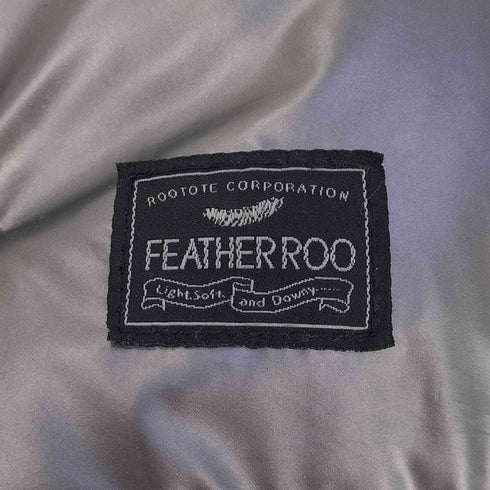 ROOTOTE CORPORATION
FEATHER ROO
Light.Soft. and Downy......